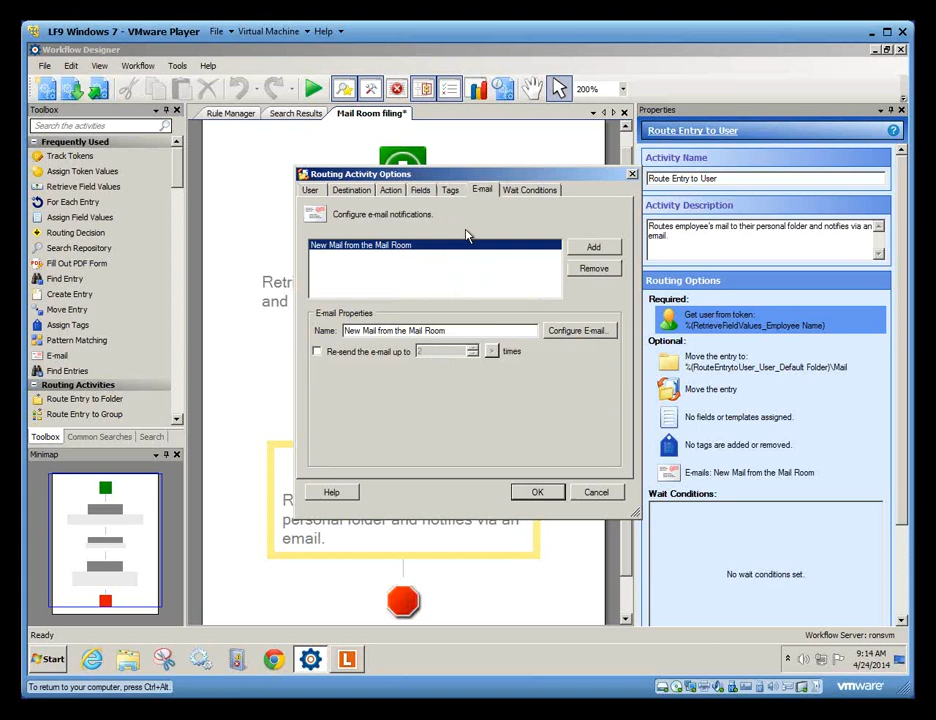 LF9 Windows 7 - VMware Player File Virtual Machine Help
Workflow Designer
File Edit View Workflow Tools Help
200%
Toolbox
Rule Manager Search Results Mail Room filing*
Properties
Search the activities
Frequently Used
Track Tokens
Assign Token Values
Retrieve Field Values
For Each Entry
Assign Field Values
Routing Decision
Search Repository
Fill Out PDF Form
Find Entry
Create Entry
Move Entry
Assign Tags
Pattern Matching
E-mail
Find Entries
Routing Activities
Route Entry to Folder
Route Entry to Group
Toolbox Common Searches Search
Minimap
and
personal folder and notifies via an
email.
Routing Activity Options
User Destination Action Fields Tags E-mail Wait Conditions
Configure e-mail notifications.
New Mail from the Mail Room
Add
Remove
E-mail Properties
Name: New Mail from the Mail Room Configure E-mail...
Re-send the e-mail up to 2 > times
Help OK Cancel
Route Entry to User
Activity Name
Route Entry to User
Activity Description
Routes employee's mail to their personal folder and notifies via an
email.
Routing Options
Required:
Get user from token:
%(RetrieveFieldValues_Employee Name)
Optional:
Move the entry to:
%(RouteEntrytoUser_User_Default Folder)\Mail
Move the entry
No fields or templates assigned.
No tags are added or removed.
E-mails: New Mail from the Mail Room
Wait Conditions:
No wait conditions set.
Ready
Workflow Server: ronsvm
Start
L
9:14 AM
4/24/2014
To return to your computer, press Ctrl+Alt.
vmware